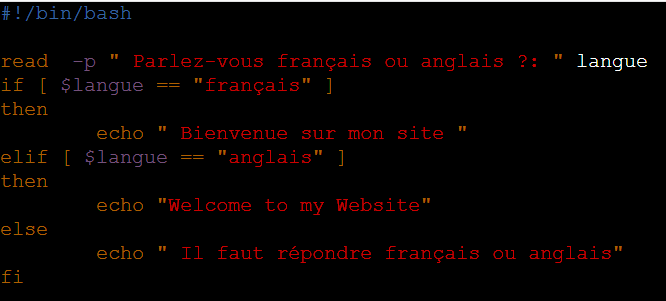 #!/bin/bash
read  -p " Parlez-vous français ou anglais ?: " langue
if [ $langue == "français" ]
then
        echo " Bienvenue sur mon site "
elif [ $langue == "anglais" ]
then
        echo "Welcome to my Website"
else
        echo " Il faut répondre français ou anglais"
fi